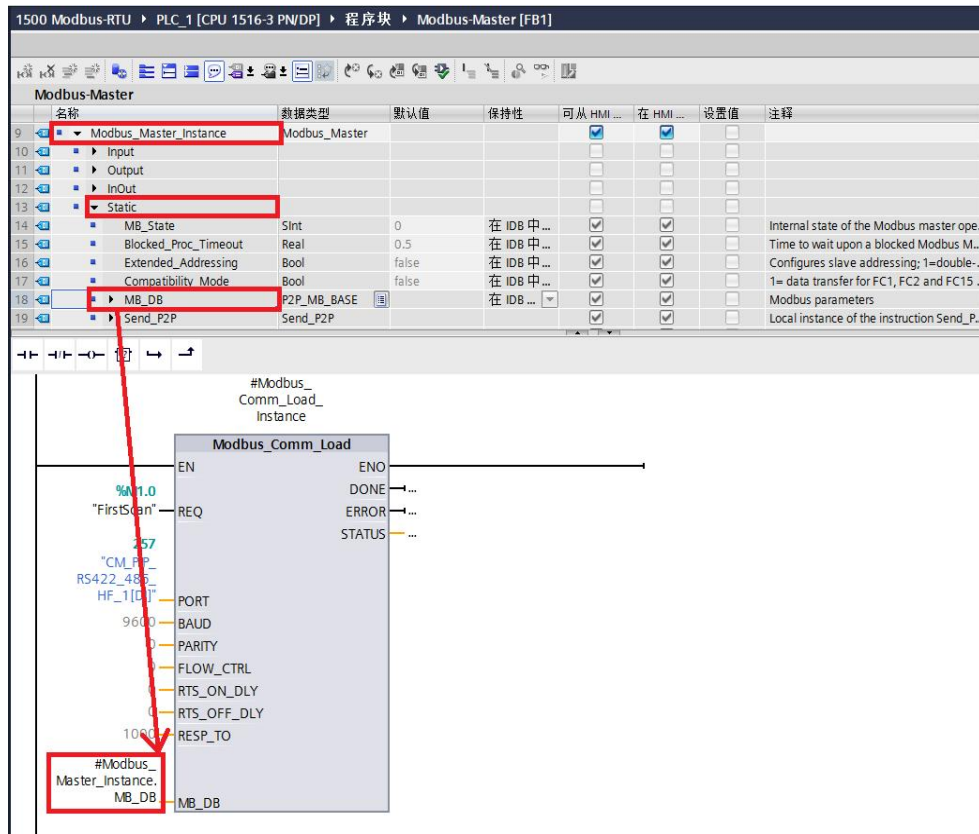 1500 Modbus-RTU ▸ PLC_1 [CPU 1516-3 PN/DP] ▸ 程序块 ▸ Modbus-Master [FB1]
Modbus-Master
名称 数据类型 默认值 保持性 可从 HMI ... 在 HMI ... 设置值 注释
9 Modbus_Master_Instance Modbus_Master
10 Input
11 Output
12 InOut
13 Static
14 MB_State SInt 0 在 IDB 中... Internal state of the Modbus master ope..
15 Blocked_Proc_Timeout Real 0.5 在 IDB 中... Time to wait upon a blocked Modbus M...
16 Extended_Addressing Bool false 在 IDB 中... Configures slave addressing; 1=double-..
17 Compatibility_Mode Bool false 在 IDB 中... 1= data transfer for FC1, FC2 and FC15 ..
18 MB_DB P2P_MB_BASE 在 IDB ... Modbus parameters
19 Send_P2P Send_P2P Local instance of the instruction Send_P..
#Modbus_
Comm_Load_
Instance
Modbus_Comm_Load
EN ENO
DONE ...
%M1.0
"FirstScan" REQ ERROR ...
STATUS ...
257
"CM_PtP_
RS422_485_
HF_1[DI]" PORT
9600 BAUD
PARITY
FLOW_CTRL
RTS_ON_DLY
0 RTS_OFF_DLY
1000 RESP_TO
#Modbus_
Master_Instance.
MB_DB MB_DB